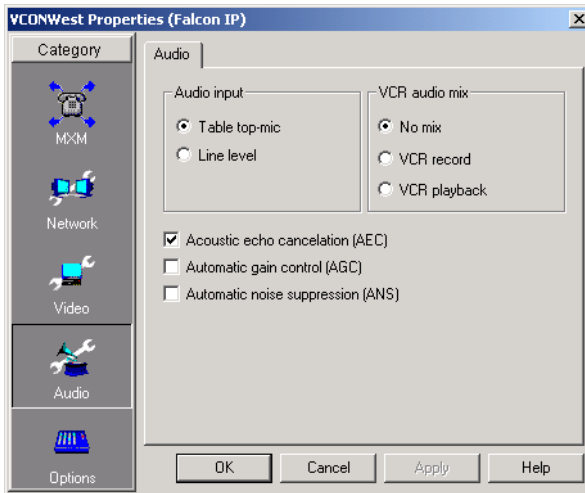 VCONWest Properties (Falcon IP)
Category
MXM
Network
Video
Audio
Options
Audio
Audio input
Table top-mic
Line level
VCR audio mix
No mix
VCR record
VCR playback
Acoustic echo cancelation (AEC)
Automatic gain control (AGC)
Automatic noise suppression (ANS)
OK
Cancel
Apply
Help